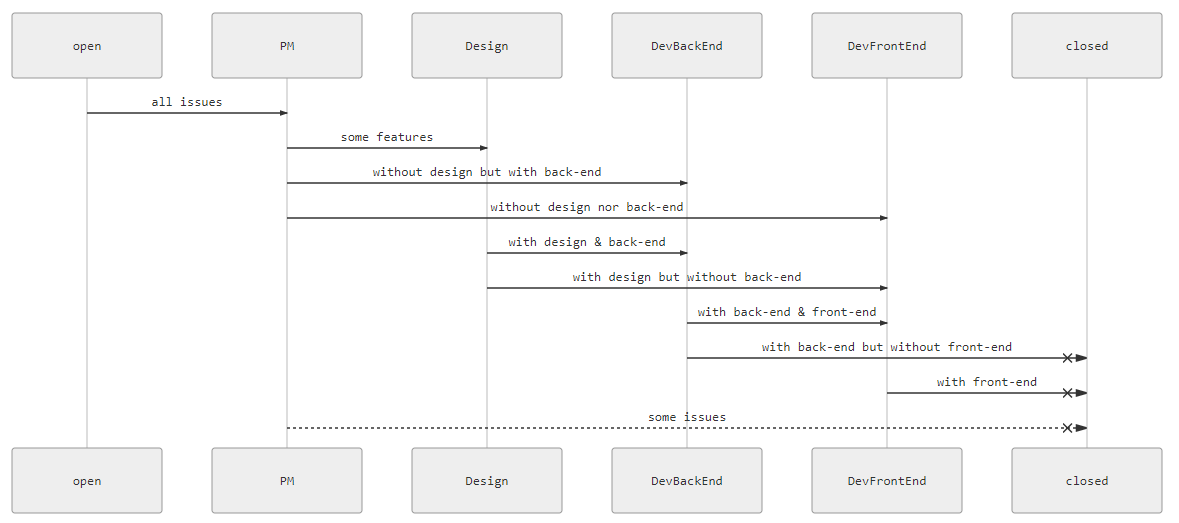 open PM Design DevBackEnd DevFrontEnd closed
all issues
some features
without design but with back-end
without design nor back-end
with design & back-end
with design but without back-end
with back-end & front-end
with back-end but without front-end
with front-end
some issues
open PM Design DevBackEnd DevFrontEnd closed